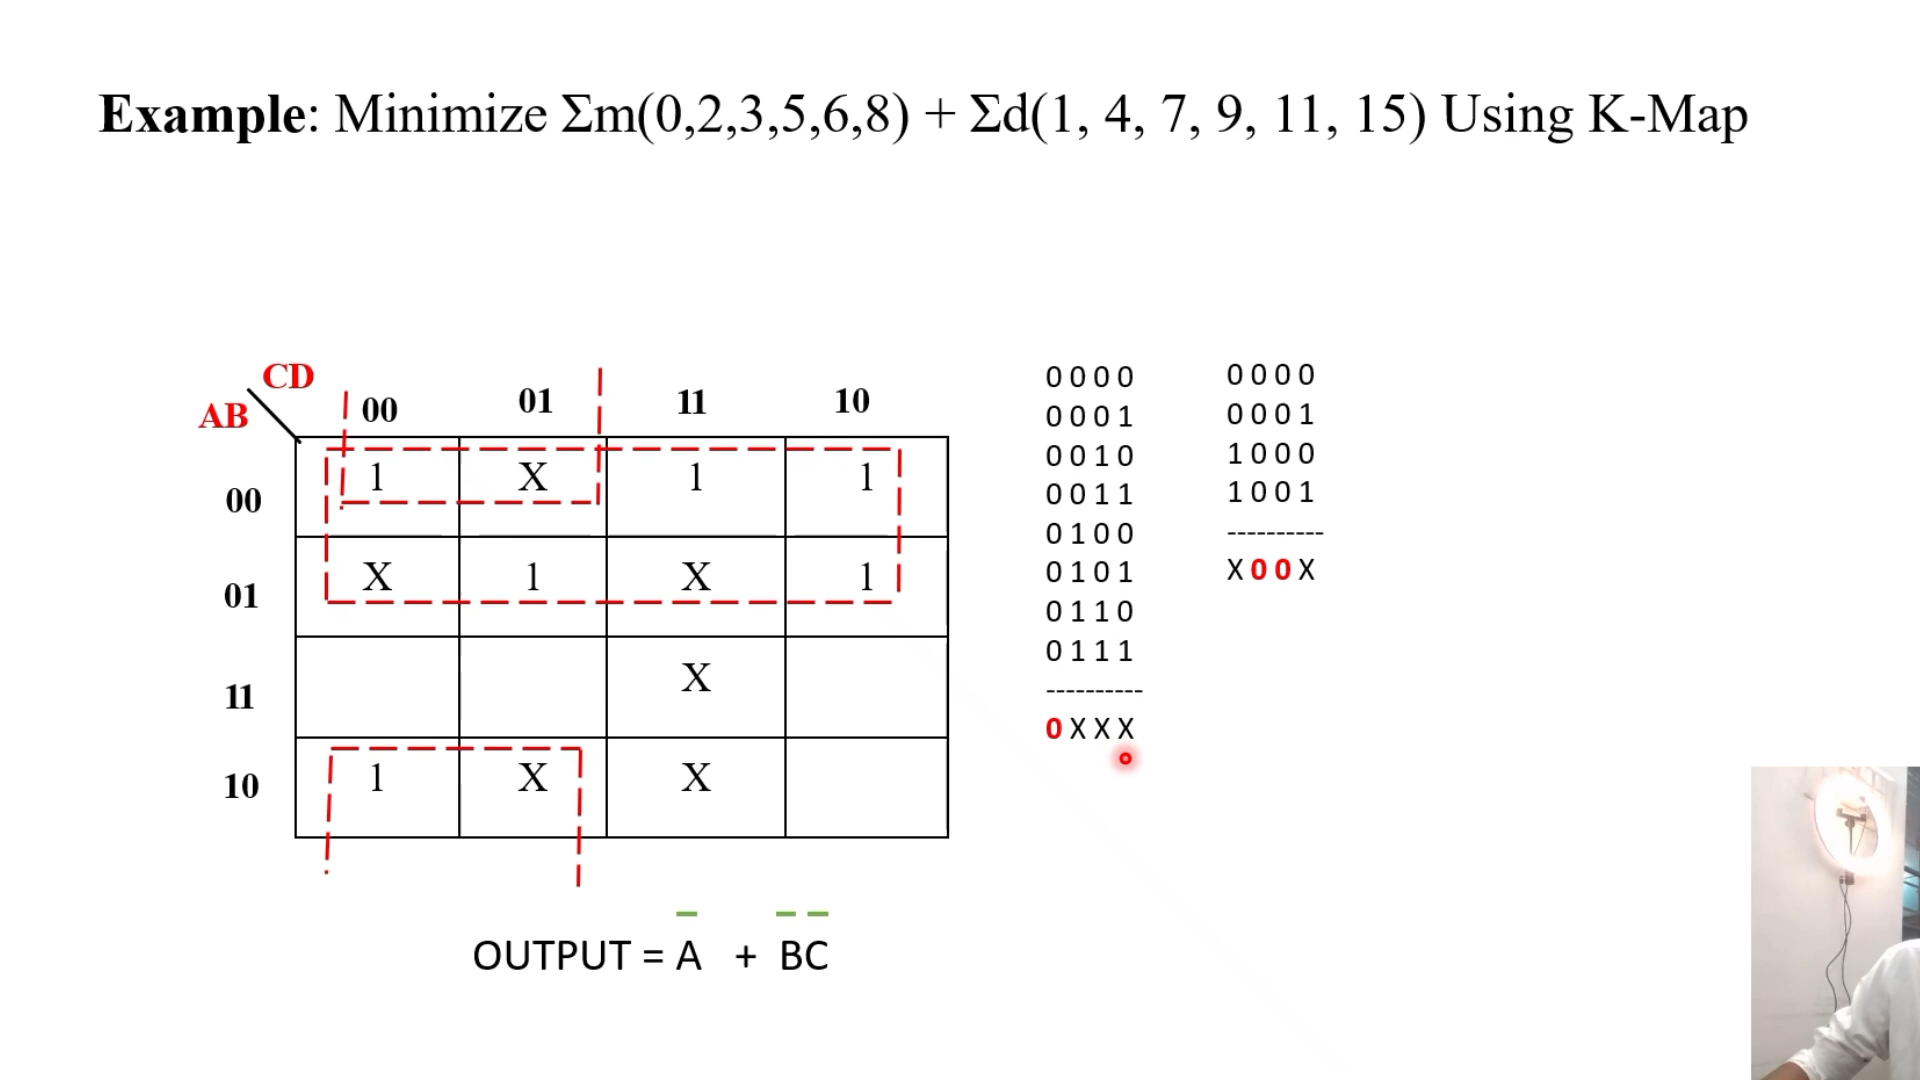 Example: Minimize Σm(0,2,3,5,6,8) + Σd(1, 4, 7, 9, 11, 15) Using K-Map
CD
AB
00 01 11 10
00 1 X 1 1
01 X 1 X 1
11 X
10 1 X X
OUTPUT = A̅ + B̅C̅
0 0 0 0
0 0 0 1
0 0 1 0
0 0 1 1
0 1 0 0
0 1 0 1
0 1 1 0
0 1 1 1
----------
0 X X X
0 0 0 0
0 0 0 1
1 0 0 0
1 0 0 1
----------
X 0 0 X